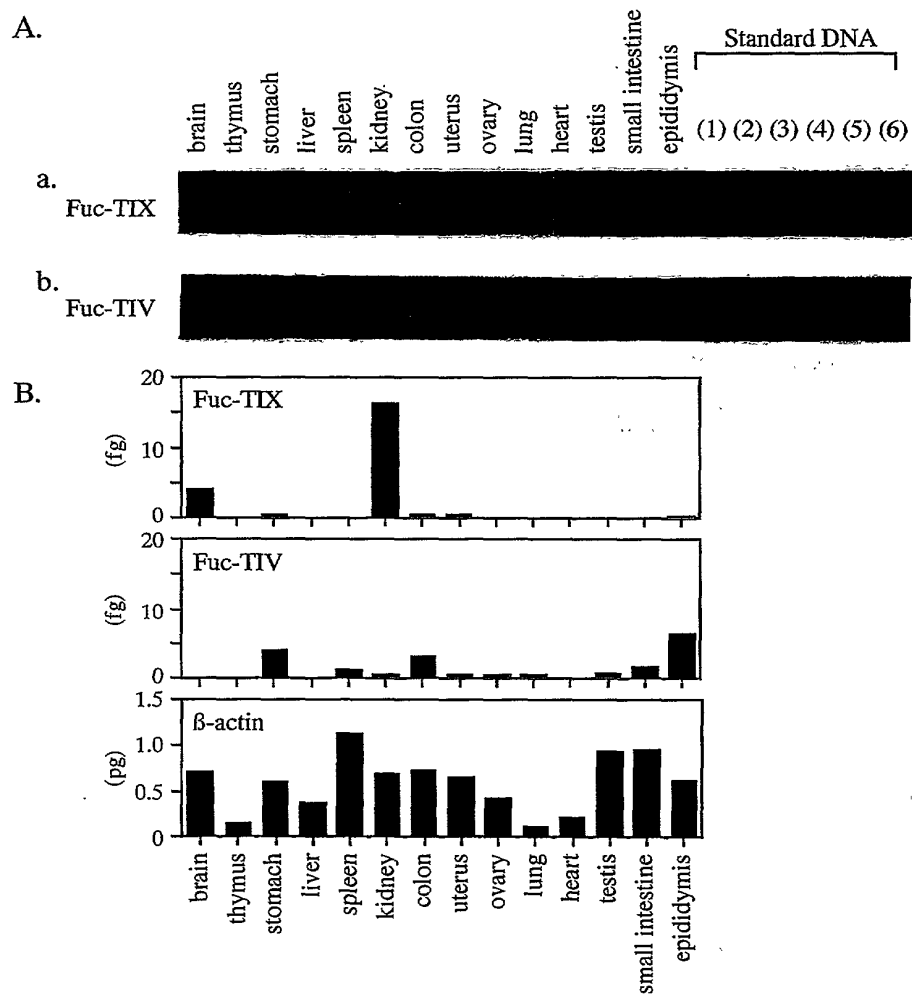 A.
Standard DNA
brain thymus stomach liver spleen kidney colon uterus ovary lung heart testis small intestine epididymis (1) (2) (3) (4) (5) (6)
a.
Fuc-TIX
b.
Fuc-TIV
B.
20
Fuc-TIX
(fg)
10
0
20
Fuc-TIV
(fg)
10
0
1.5
ß-actin
1.0
(pg)
0.5
0
brain thymus stomach liver spleen kidney colon uterus ovary lung heart testis small intestine epididymis